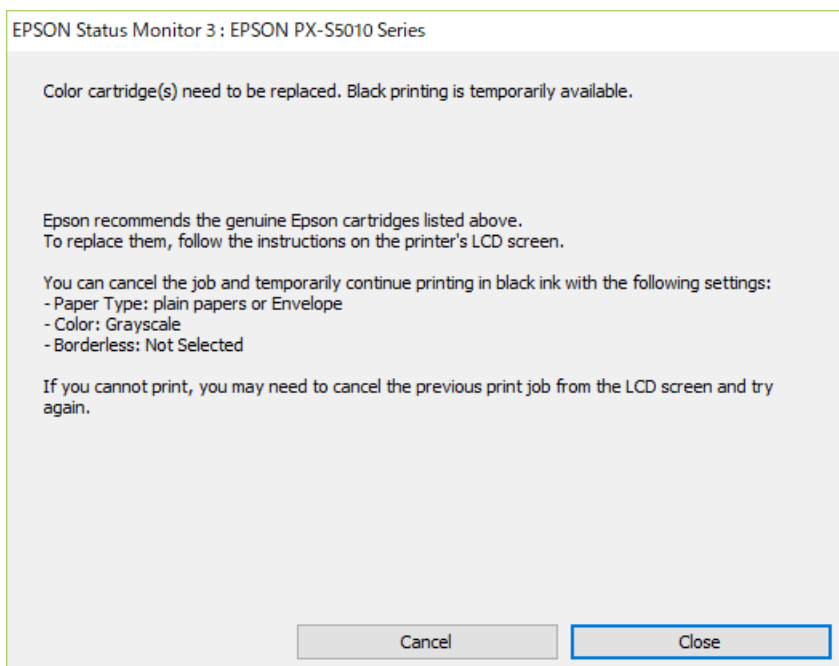 EPSON Status Monitor 3 : EPSON PX-S5010 Series
Color cartridge(s) need to be replaced. Black printing is temporarily available.
Epson recommends the genuine Epson cartridges listed above.
To replace them, follow the instructions on the printer's LCD screen.
You can cancel the job and temporarily continue printing in black ink with the following settings:
- Paper Type: plain papers or Envelope
- Color: Grayscale
- Borderless: Not Selected
If you cannot print, you may need to cancel the previous print job from the LCD screen and try
again.
Cancel Close